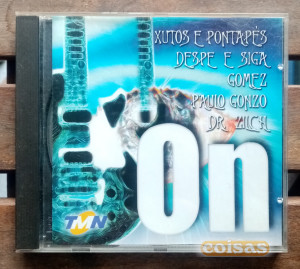 XUTOS E PONTAPÉS
DESPE E SIGA
GOMEZ
PAULO GONZO
DR. ZILCH
On
TMN
coisas